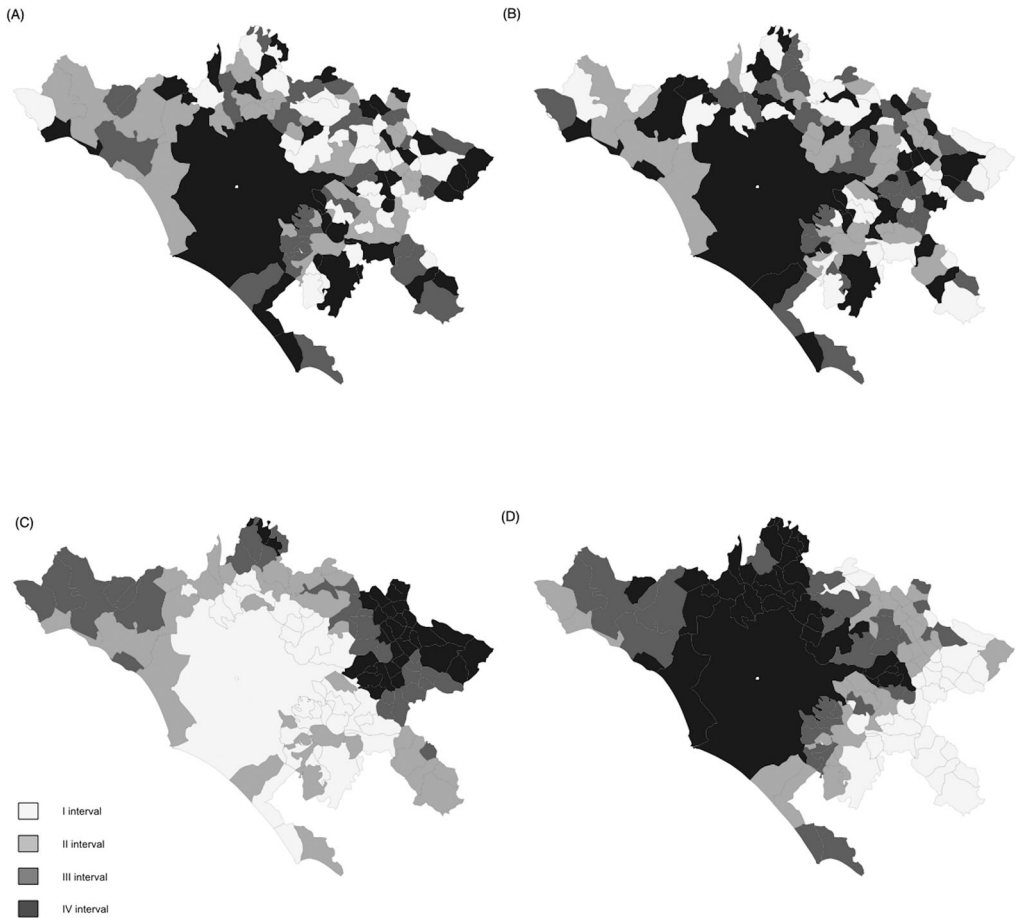 (A)
(B)
(C)
(D)
I interval
II interval
III interval
IV interval